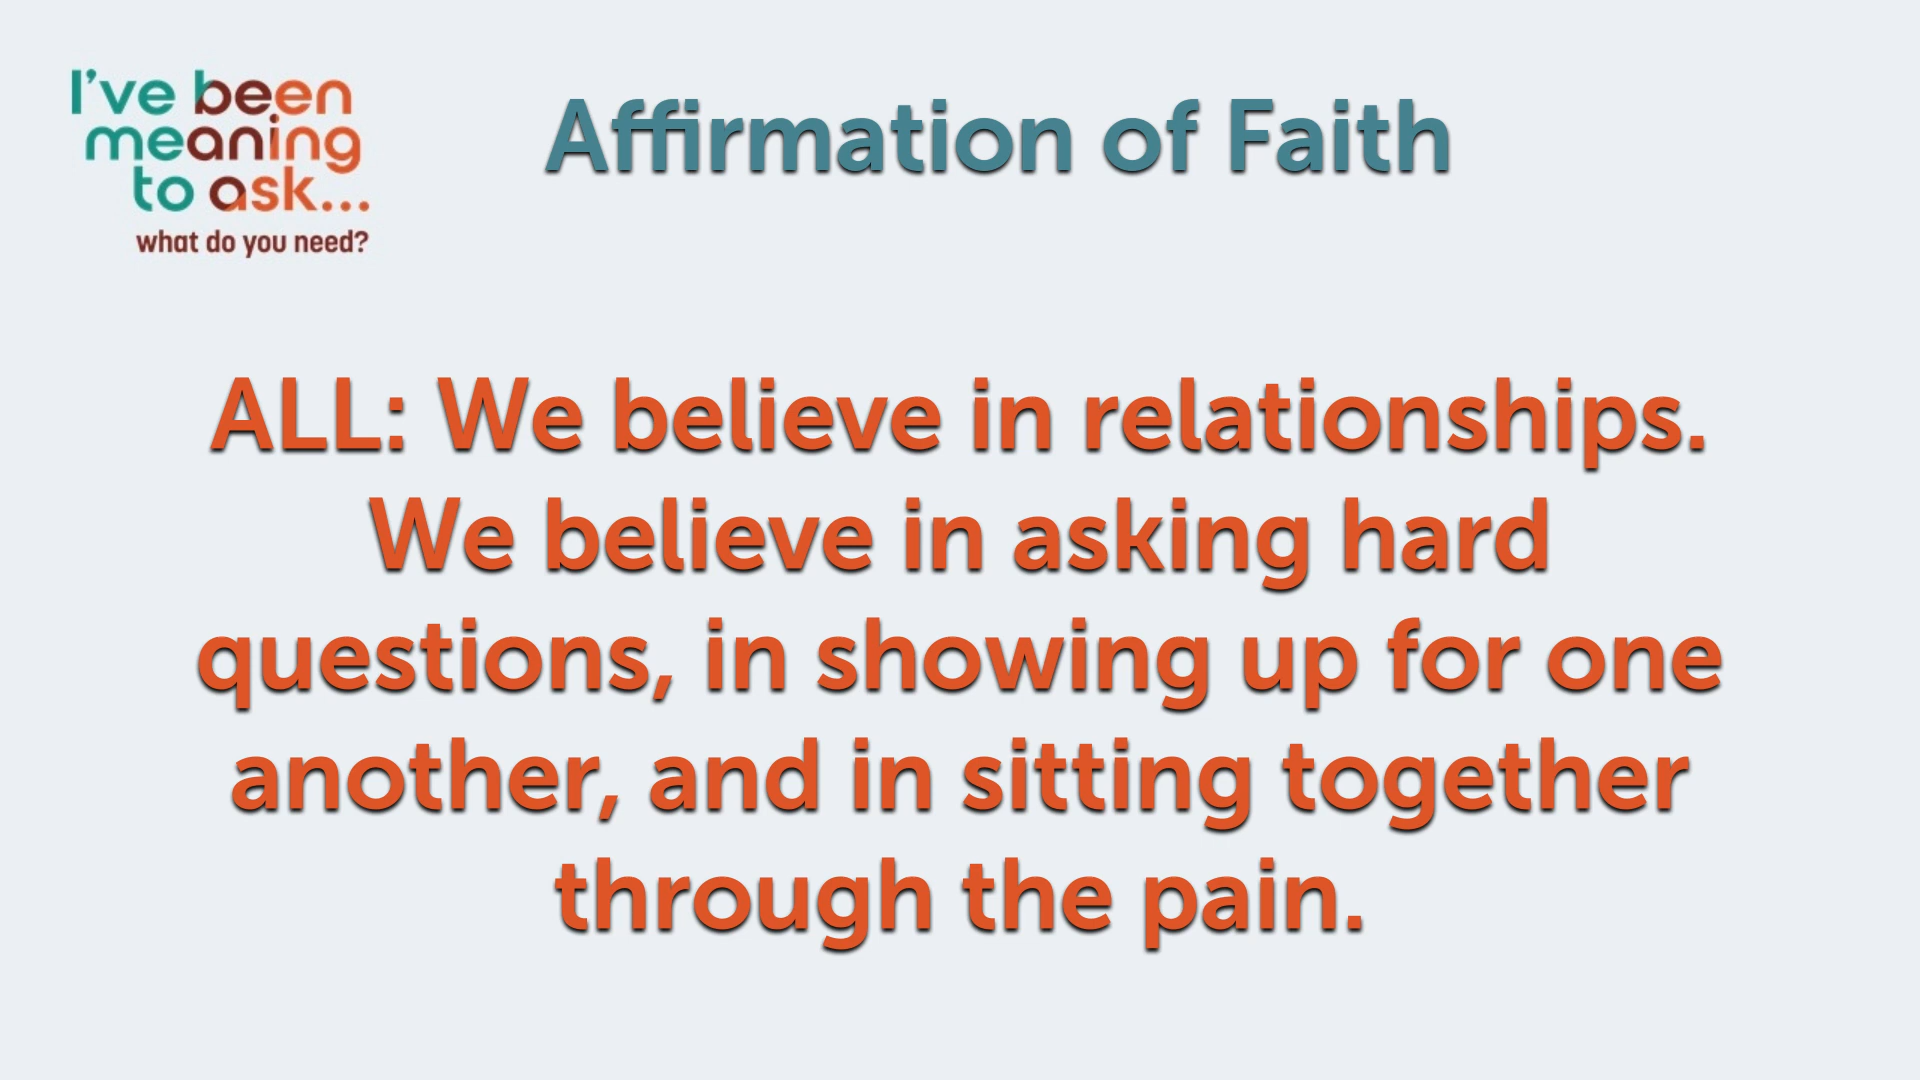 I've been
meaning
to ask...
what do you need?
Affirmation of Faith
ALL: We believe in relationships.
We believe in asking hard
questions, in showing up for one
another, and in sitting together
through the pain.